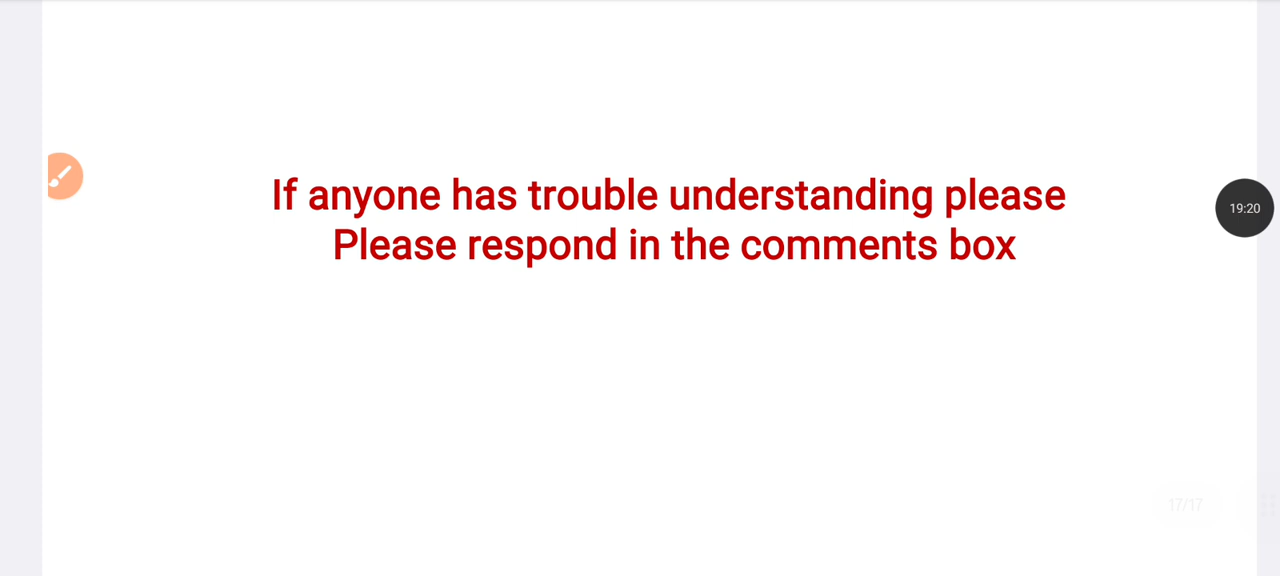 If anyone has trouble understanding please
Please respond in the comments box
19:20
17/17